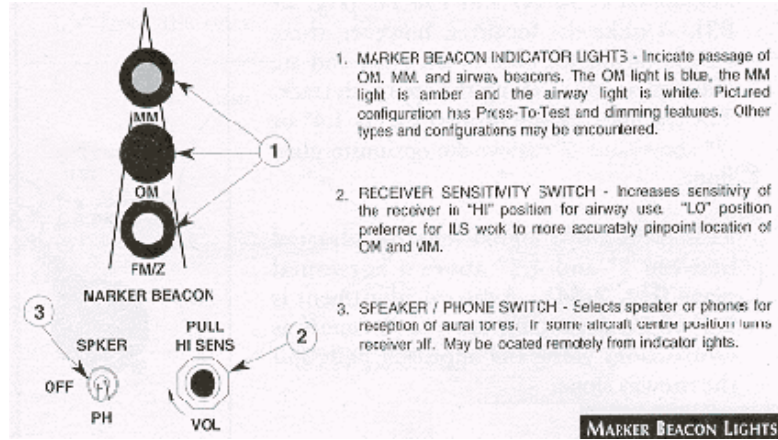 1. MARKER BEACON INDICATOR LIGHTS - Indicate passage of
OM, MM, and airway beacons. The OM light is blue, the MM
light is amber and the airway light is white. Pictured
configuration has Press-To-Test and dimming features. Other
types and configurations may be encountered.
MM
1
OM
2. RECEIVER SENSITIVITY SWITCH - Increases sensitivity of
the receiver in "HI" position for airway use. "LO" position
preferred for ILS work to more accurately pinpoint location of
OM and MM.
FM/Z
MARKER BEACON
3
SPKER
OFF
PH
PULL
HI SENS
2
VOL
3. SPEAKER / PHONE SWITCH - Selects speaker or phones for
reception of aural tones. In some aircraft centre position turns
receiver off. May be located remotely from indicator lights.
MARKER BEACON LIGHTS